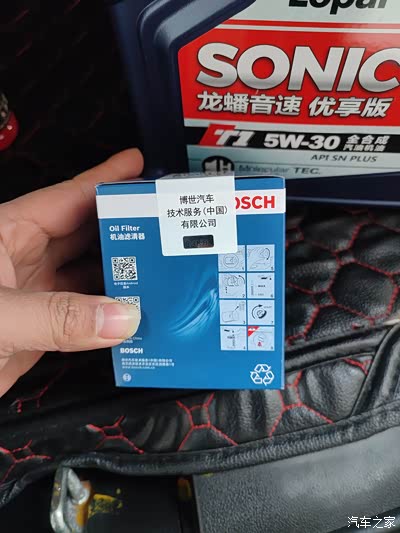 Lopal
SONIC
龙蟠音速 优享版
T1 5W-30 全合成
汽油机油
API SN PLUS
Molecular TEC.
博世汽车
技术服务(中国)
有限公司
BOSCH
Oil Filter
机油滤清器
BOSCH
汽车之家